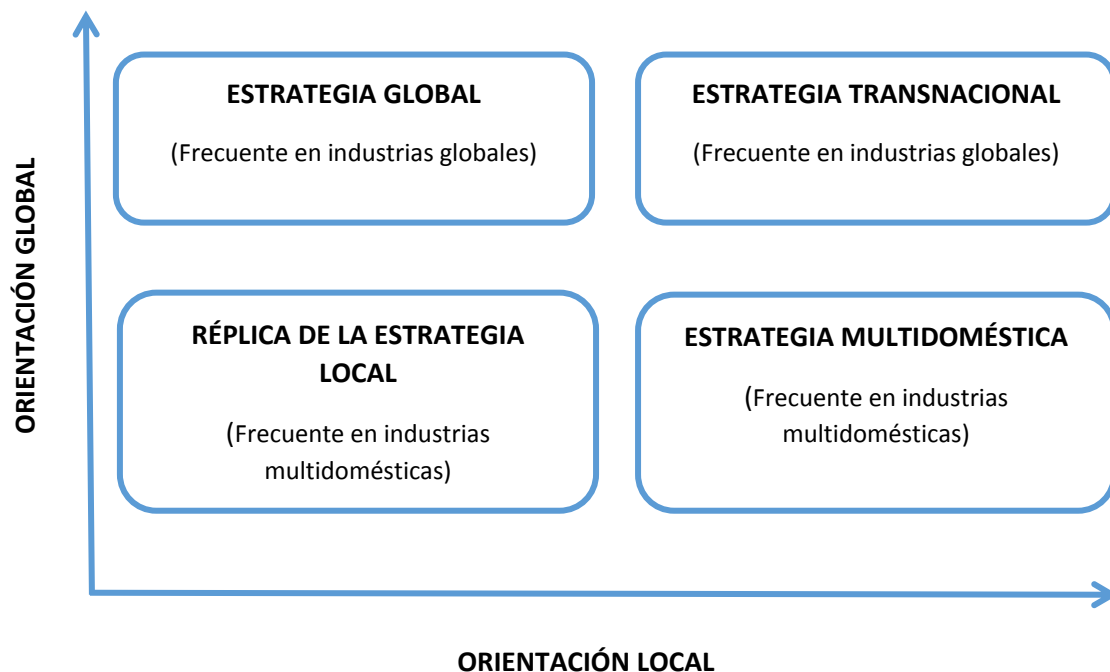 ORIENTACIÓN GLOBAL
ESTRATEGIA GLOBAL
(Frecuente en industrias globales)
ESTRATEGIA TRANSNACIONAL
(Frecuente en industrias globales)
RÉPLICA DE LA ESTRATEGIA
LOCAL
(Frecuente en industrias
multidomésticas)
ESTRATEGIA MULTIDOMÉSTICA
(Frecuente en industrias
multidomésticas)
ORIENTACIÓN LOCAL